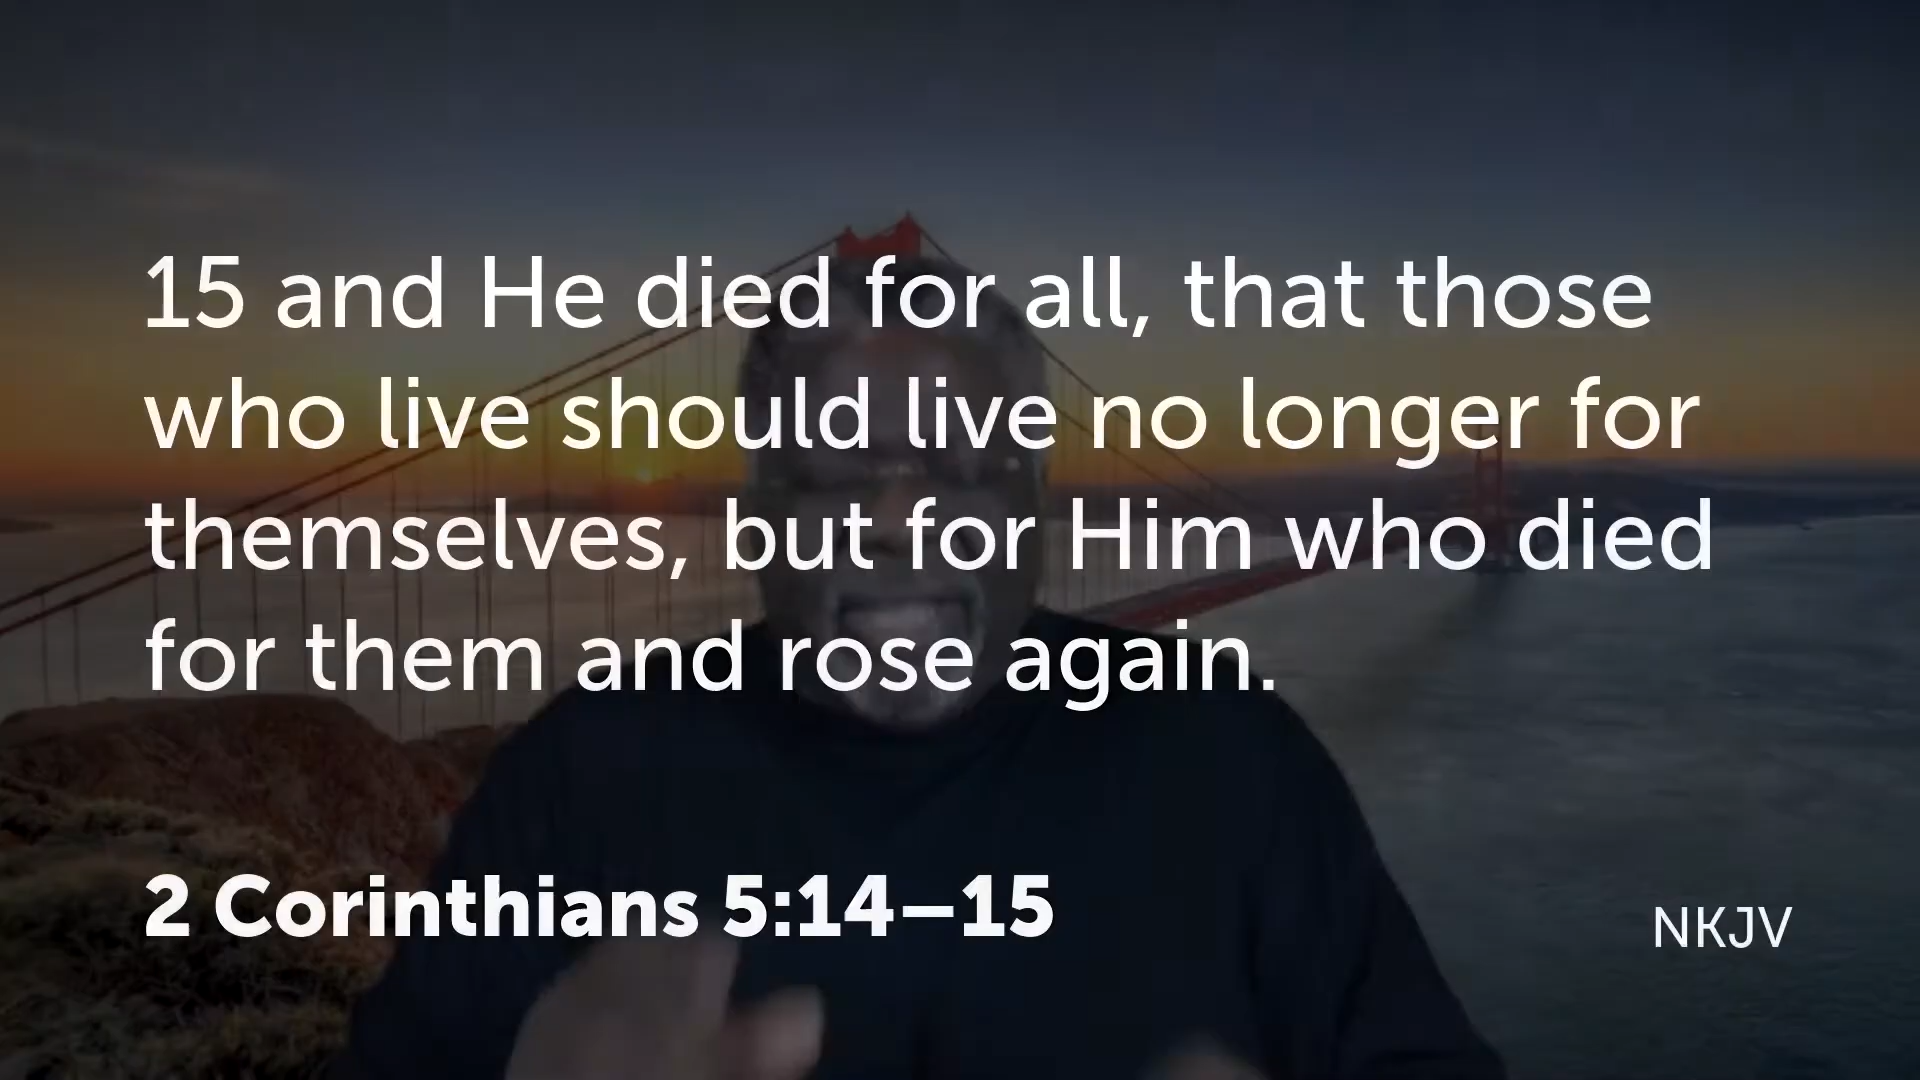 15 and He died for all, that those
who live should live no longer for
themselves, but for Him who died
for them and rose again.
2 Corinthians 5:14–15
NKJV